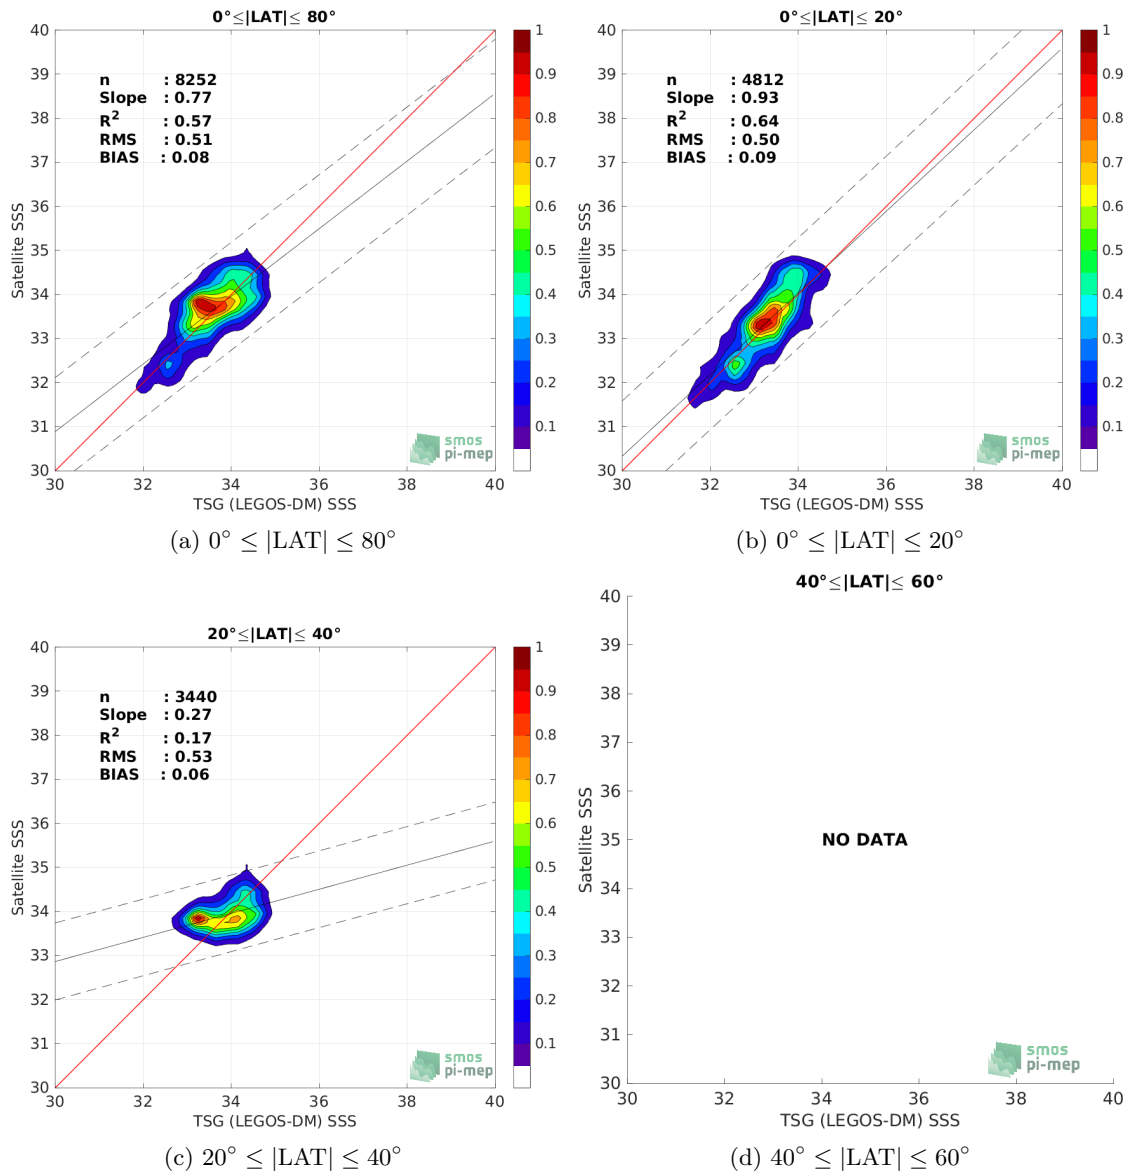 0°≤|LAT|≤ 80°
n : 8252
Slope : 0.77
R² : 0.57
RMS : 0.51
BIAS : 0.08
40
39
38
37
36
35
34
33
32
31
30
30 32 34 36 38 40
Satellite SSS
TSG (LEGOS-DM) SSS
1
0.9
0.8
0.7
0.6
0.5
0.4
0.3
0.2
0.1
smos
pi-mep
(a) 0° ≤ |LAT| ≤ 80°
0°≤|LAT|≤ 20°
n : 4812
Slope : 0.93
R² : 0.64
RMS : 0.50
BIAS : 0.09
40
39
38
37
36
35
34
33
32
31
30
30 32 34 36 38 40
Satellite SSS
TSG (LEGOS-DM) SSS
1
0.9
0.8
0.7
0.6
0.5
0.4
0.3
0.2
0.1
smos
pi-mep
(b) 0° ≤ |LAT| ≤ 20°
20°≤|LAT|≤ 40°
n : 3440
Slope : 0.27
R² : 0.17
RMS : 0.53
BIAS : 0.06
40
39
38
37
36
35
34
33
32
31
30
30 32 34 36 38 40
Satellite SSS
TSG (LEGOS-DM) SSS
1
0.9
0.8
0.7
0.6
0.5
0.4
0.3
0.2
0.1
smos
pi-mep
(c) 20° ≤ |LAT| ≤ 40°
40°≤|LAT|≤ 60°
40
39
38
37
36
35
34
33
32
31
30
30 32 34 36 38 40
Satellite SSS
NO DATA
TSG (LEGOS-DM) SSS
smos
pi-mep
(d) 40° ≤ |LAT| ≤ 60°